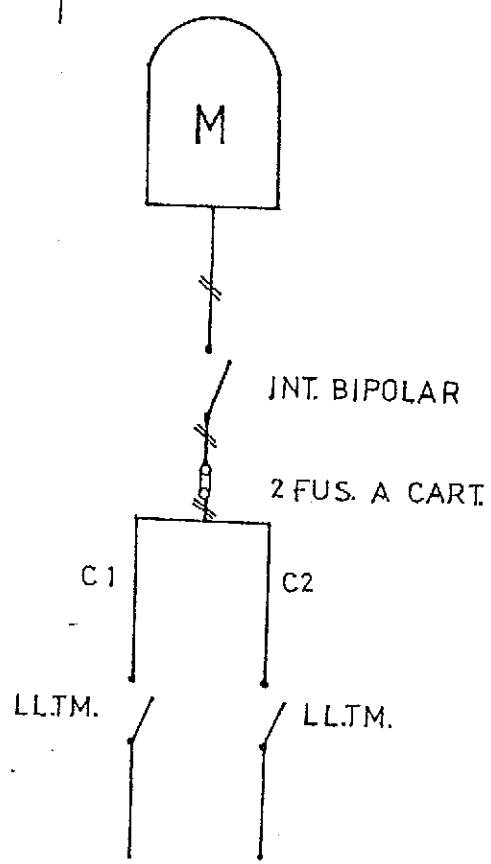 M
INT. BIPOLAR
2 FUS. A CART.
C1
C2
LL.TM.
LL.TM.